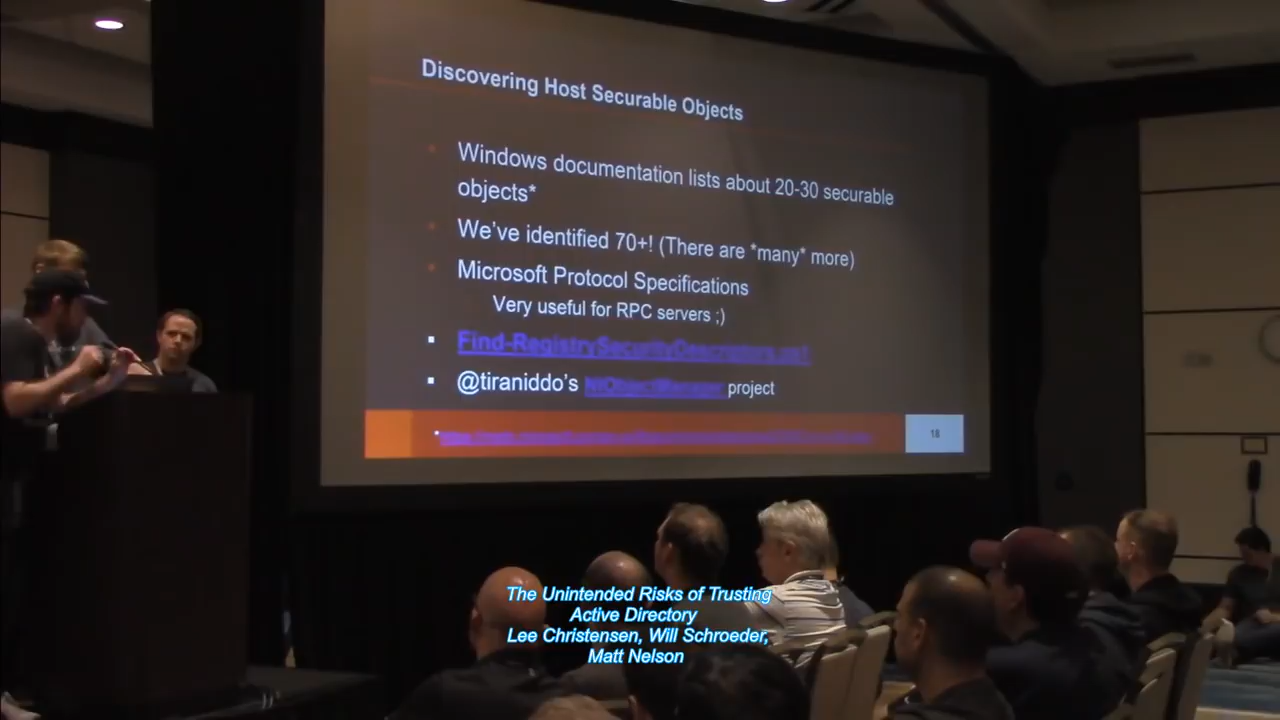 Discovering Host Securable Objects
Windows documentation lists about 20-30 securable
objects*
We've identified 70+! (There are *many* more)
Microsoft Protocol Specifications
Very useful for RPC servers ;)
Find-RegistrySecurityDescriptors.ps1
@tiraniddo's NtObjectManager project
18
The Unintended Risks of Trusting
Active Directory
Lee Christensen, Will Schroeder,
Matt Nelson